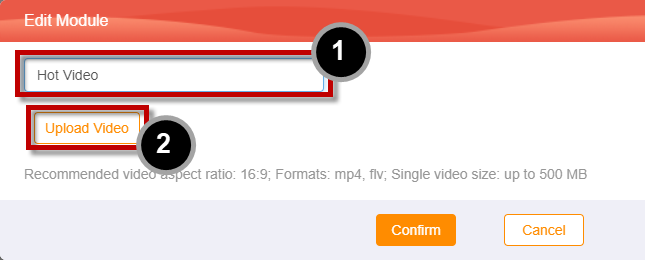 Edit Module
1
Hot Video
Upload Video
2
Recommended video aspect ratio: 16:9; Formats: mp4, flv; Single video size: up to 500 MB
Confirm Cancel